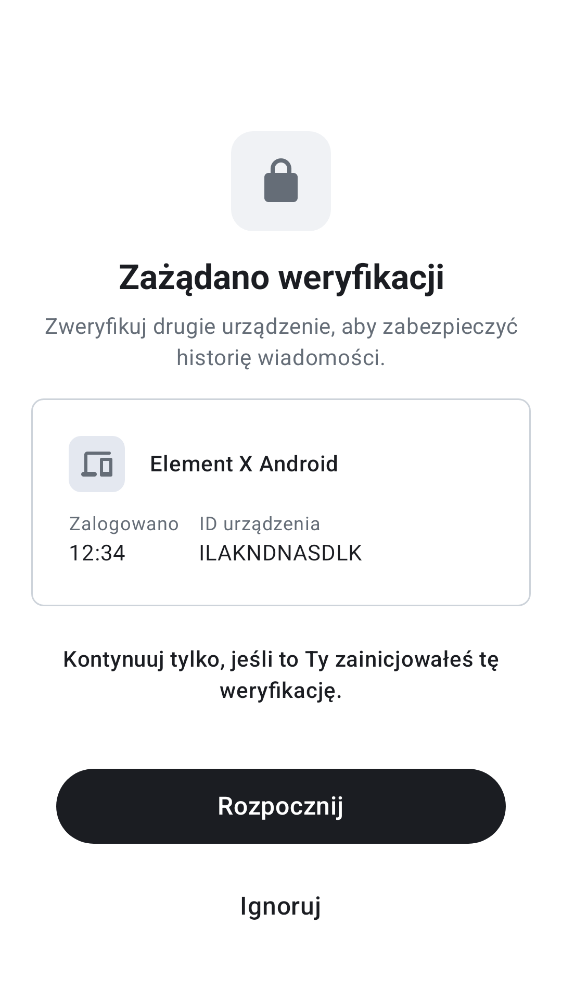 Zażądano weryfikacji
Zweryfikuj drugie urządzenie, aby zabezpieczyć
historię wiadomości.
Element X Android
Zalogowano ID urządzenia
12:34 ILAKNDNASDLK
Kontynuuj tylko, jeśli to Ty zainicjowałeś tę
weryfikację.
Rozpocznij
Ignoruj